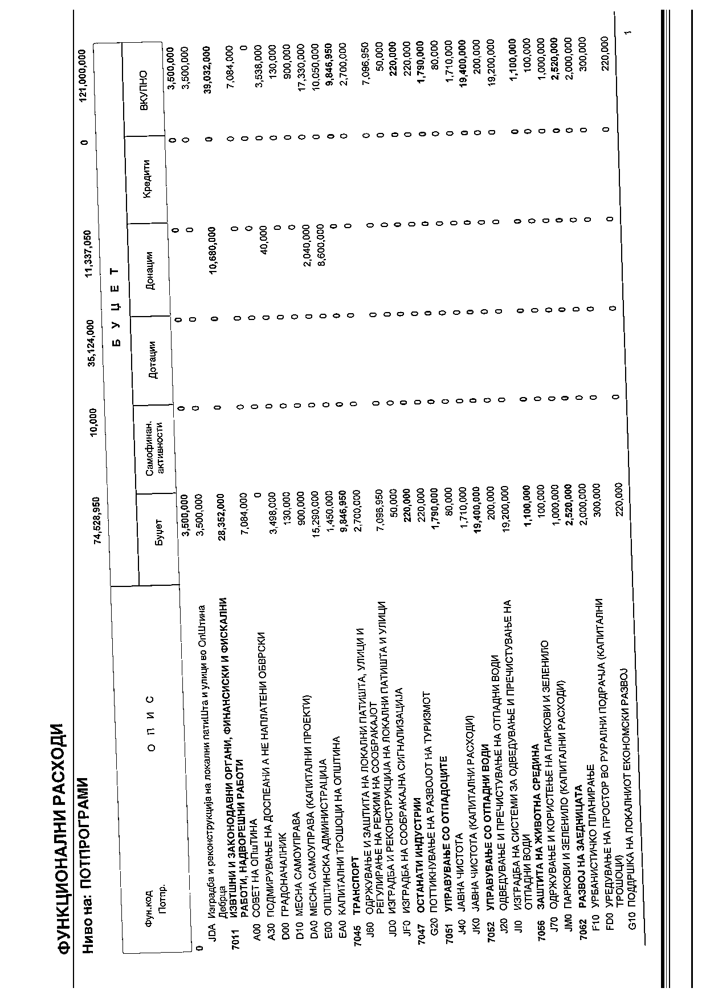 ФУНКЦИОНАЛНИ РАСХОДИ
Ниво на: ПОТПРОГРАМИ
74,528,950 10,000 35,124,000 11,337,050 0 121,000,000
Б У Џ Е Т
Фун.код Потпр. О П И С Буџет Самофинан. активности Дотации Донации Кредити ВКУПНО
0 3,500,000 0 0 0 0 3,500,000
JDA Изградба и реконструкција на локални патиШта и улици во ОпШтина 3,500,000 0 0 0 0 3,500,000
Дебрца
7011 ИЗВТШНИ И ЗАКОНОДАВНИ ОРГАНИ, ФИНАНСИСКИ И ФИСКАЛНИ 28,352,000 0 0 10,680,000 0 39,032,000
РАБОТИ, НАДВОРЕШНИ РАБОТИ
A00 СОВЕТ НА ОПШТИНА 7,084,000 0 0 0 0 7,084,000
A30 ПОДМИРУВАЊЕ НА ДОСПЕАНИ А НЕ НАПЛАТЕНИ ОБВРСКИ 0 0 0 0 0 0
D00 ГРАДОНАЧАЛНИК 3,498,000 0 0 40,000 0 3,538,000
D10 МЕСНА САМОУПРАВА 130,000 0 0 0 0 130,000
DA0 МЕСНА САМОУПРАВА (КАПИТАЛНИ ПРОЕКТИ) 900,000 0 0 0 0 900,000
E00 ОПШТИНСКА АДМИНИСТРАЦИЈА 15,290,000 0 0 2,040,000 0 17,330,000
EA0 КАПИТАЛНИ ТРОШОЦИ НА ОПШТИНА 1,450,000 0 0 8,600,000 0 10,050,000
7045 ТРАНСПОРТ 9,846,950 0 0 0 0 9,846,950
J60 ОДРЖУВАЊЕ И ЗАШТИТА НА ЛОКАЛНИ ПАТИШТА, УЛИЦИ И 2,700,000 0 0 0 0 2,700,000
РЕГУЛИРАЊЕ НА РЕЖИМ НА СООБРАКАЈОТ
JD0 ИЗГРАДБА И РЕКОНСТРУКЦИЈА НА ЛОКАЛНИ ПАТИШТА И УЛИЦИ 7,096,950 0 0 0 0 7,096,950
JF0 ИЗГРАДБА НА СООБРАКАЈНА СИГНАЛИЗАЦИЈА 50,000 0 0 0 0 50,000
7047 ОСТАНАТИ ИНДУСТРИИ 220,000 0 0 0 0 220,000
G20 ПОТТИКНУВАЊЕ НА РАЗВОЈОТ НА ТУРИЗМОТ 220,000 0 0 0 0 220,000
7051 УПРАВУВАЊЕ СО ОТПАДОЦИТЕ 1,790,000 0 0 0 0 1,790,000
J40 ЈАВНА ЧИСТОТА 80,000 0 0 0 0 80,000
JK0 ЈАВНА ЧИСТОТА (КАПИТАЛНИ РАСХОДИ) 1,710,000 0 0 0 0 1,710,000
7052 УПРАВУВАЊЕ СО ОТПАДНИ ВОДИ 19,400,000 0 0 0 0 19,400,000
J20 ОДВЕДУВАЊЕ И ПРЕЧИСТУВАЊЕ НА ОТПАДНИ ВОДИ 200,000 0 0 0 0 200,000
JI0 ИЗГРАДБА НА СИСТЕМИ ЗА ОДВЕДУВАЊЕ И ПРЕЧИСТУВАЊЕ НА 19,200,000 0 0 0 0 19,200,000
ОТПАДНИ ВОДИ
7056 ЗАШТИТА НА ЖИВОТНА СРЕДИНА 1,100,000 0 0 0 0 1,100,000
J70 ОДРЖУВАЊЕ И КОРИСТЕЊЕ НА ПАРКОВИ И ЗЕЛЕНИЛО 100,000 0 0 0 0 100,000
JM0 ПАРКОВИ И ЗЕЛЕНИЛО (КАПИТАЛНИ РАСХОДИ) 1,000,000 0 0 0 0 1,000,000
7062 РАЗВОЈ НА ЗАЕДНИЦАТА 2,520,000 0 0 0 0 2,520,000
F10 УРБАНИСТИЧКО ПЛАНИРАЊЕ 2,000,000 0 0 0 0 2,000,000
FD0 УРЕДУВАЊЕ НА ПРОСТОР ВО РУРАЛНИ ПОДРАЧЈА (КАПИТАЛНИ 300,000 0 0 0 0 300,000
ТРОШОЦИ)
G10 ПОДДРШКА НА ЛОКАЛНИОТ ЕКОНОМСКИ РАЗВОЈ 220,000 0 0 0 0 220,000
1